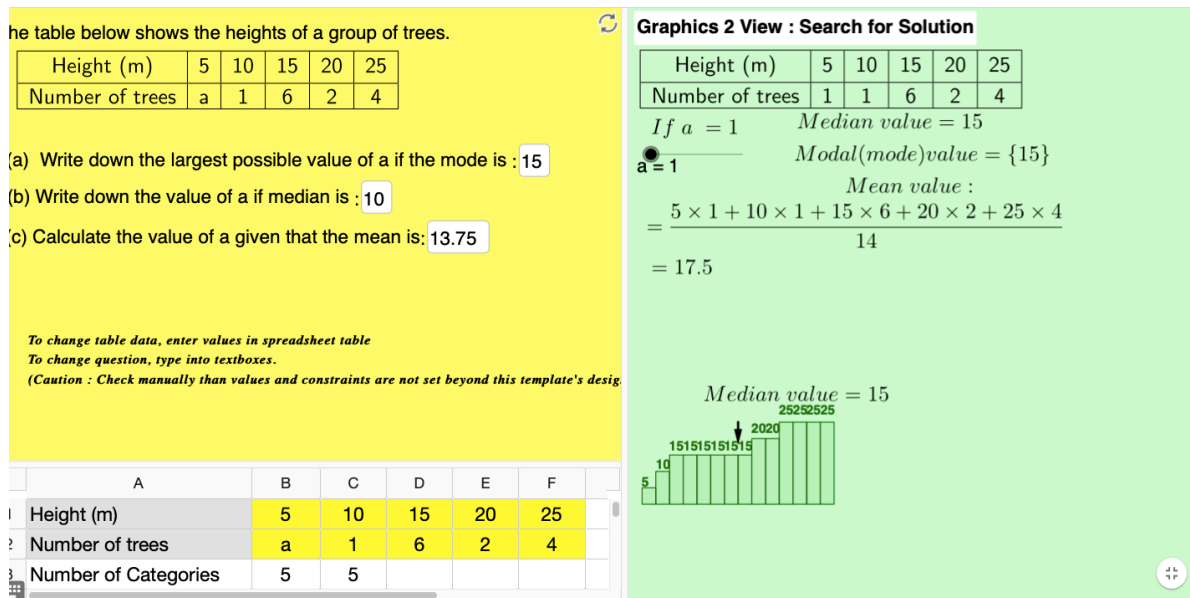 he table below shows the heights of a group of trees.
Height (m) 5 10 15 20 25
Number of trees a 1 6 2 4
(a) Write down the largest possible value of a if the mode is : 15
(b) Write down the value of a if median is : 10
(c) Calculate the value of a given that the mean is: 13.75
To change table data, enter values in spreadsheet table
To change question, type into textboxes.
(Caution : Check manually than values and constraints are not set beyond this template's desig
A B C D E F
1 Height (m) 5 10 15 20 25
2 Number of trees a 1 6 2 4
3 Number of Categories 5 5
Graphics 2 View : Search for Solution
Height (m) 5 10 15 20 25
Number of trees 1 1 6 2 4
If a = 1 Median value = 15
a = 1 Modal(mode)value = {15}
Mean value :
= 5 × 1 + 10 × 1 + 15 × 6 + 20 × 2 + 25 × 4
14
= 17.5
Median value = 15
25252525
2020
151515151515
10
5